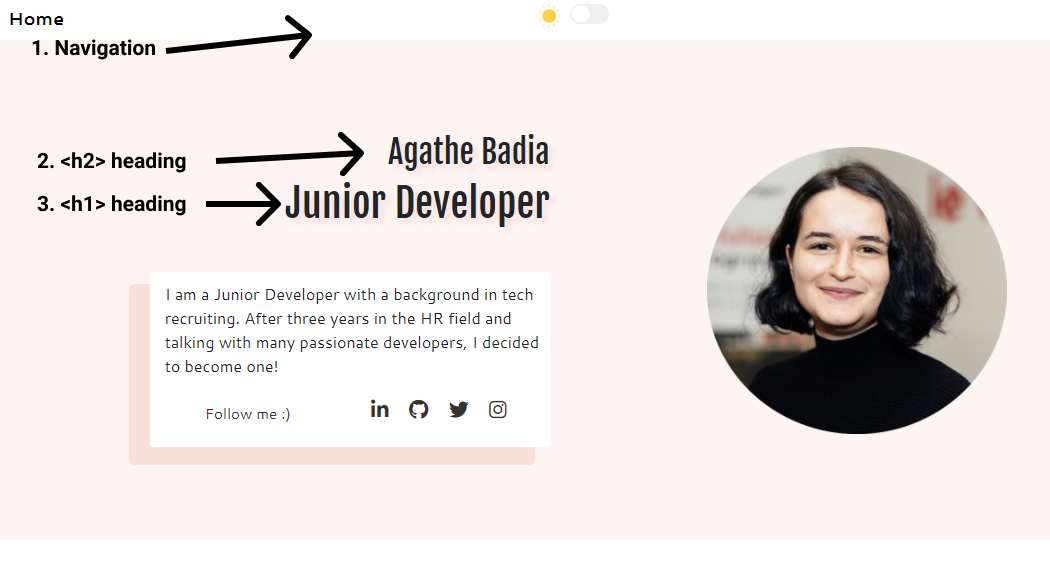 Home
1. Navigation
2. <h2> heading
Agathe Badia
3. <h1> heading
Junior Developer
I am a Junior Developer with a background in tech
recruiting. After three years in the HR field and
talking with many passionate developers, I decided
to become one!
Follow me :)
in